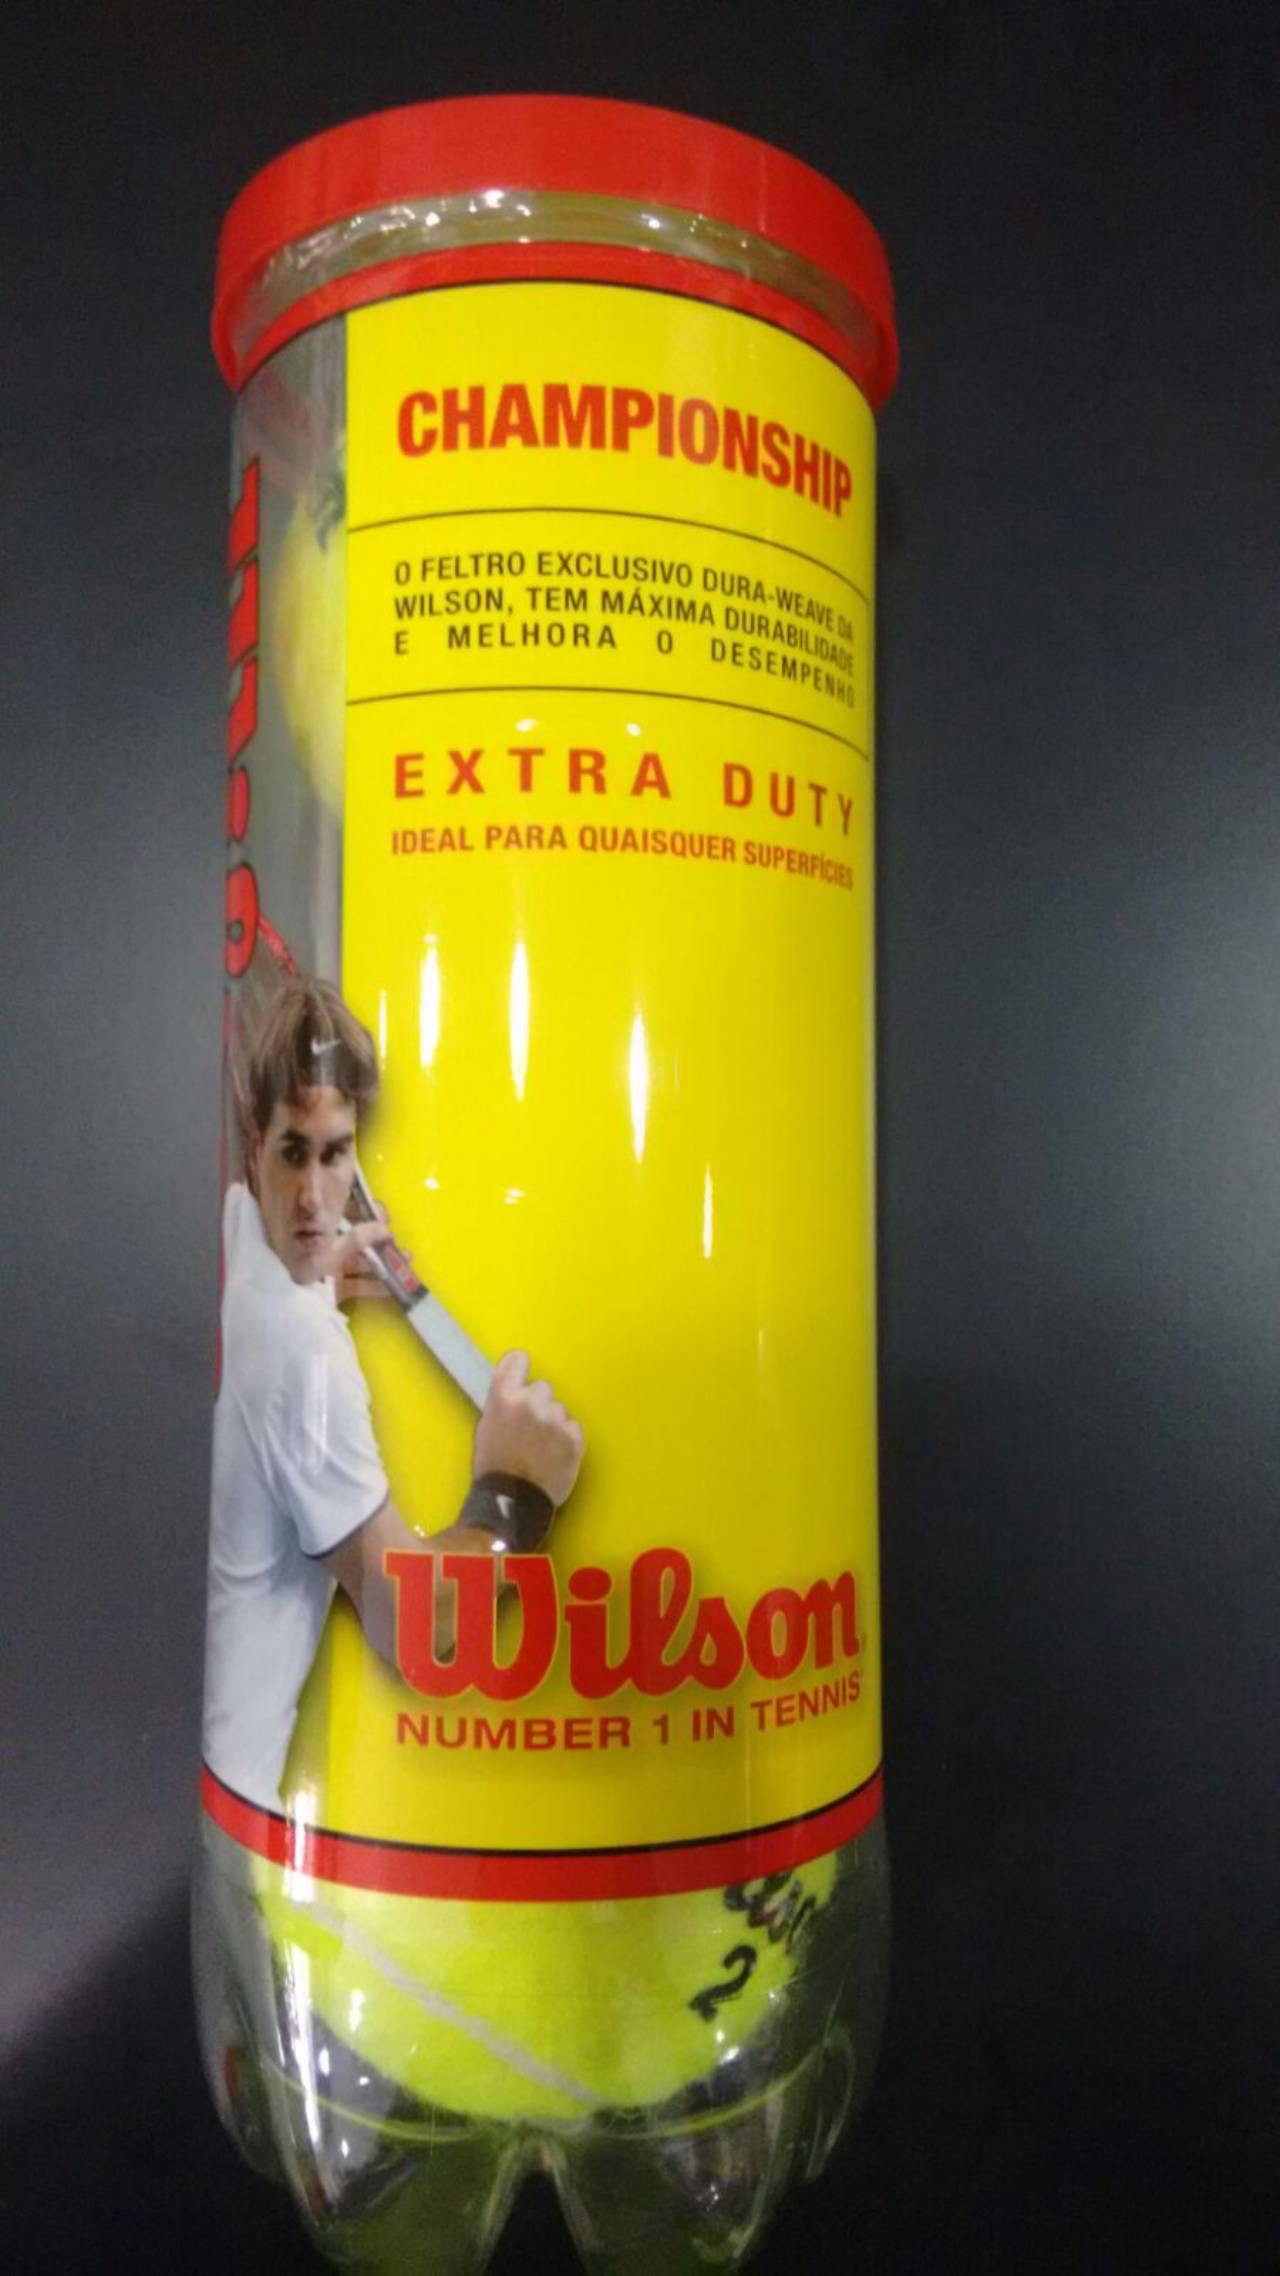 CHAMPIONSHIP
O FELTRO EXCLUSIVO DURA-WEAVE DA
WILSON, TEM MÁXIMA DURABILIDADE
E MELHORA O DESEMPENHO
EXTRA DUTY
IDEAL PARA QUAISQUER SUPERFÍCIES
Wilson
NUMBER 1 IN TENNIS
2